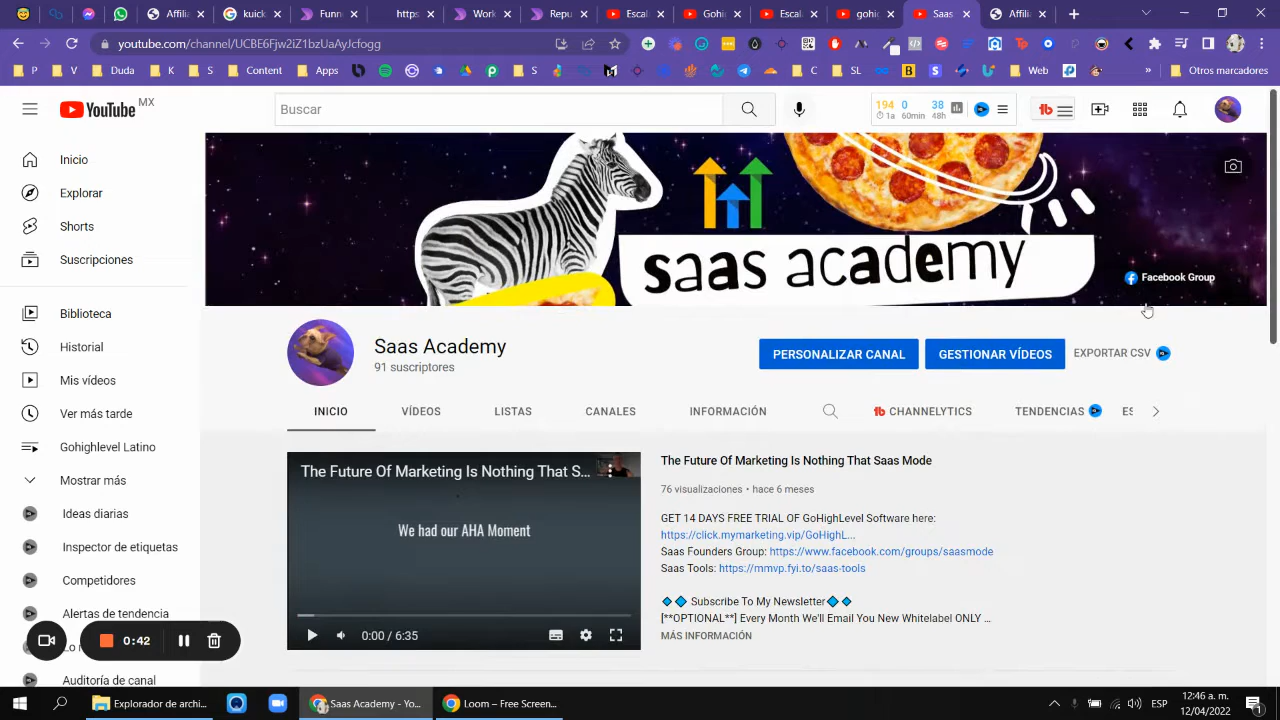 Affilia
kuick
Funn
https
Work
Repu
Escal
Gohi
Escal
gohig
Saas
Affilia
youtube.com/channel/UCBE6Fjw2iZ1bzUaAyJcfogg
P
V
Duda
K
Content
Apps
S
C
SL
Web
P
»
Otros marcadores
YouTube MX
Buscar
194 0 38
1a 60min 48h
Inicio
Explorar
Shorts
Suscripciones
Biblioteca
Historial
Mis vídeos
Ver más tarde
Gohighlevel Latino
Mostrar más
Ideas diarias
Inspector de etiquetas
Competidores
Alertas de tendencia
Auditoría de canal
saas academy
Facebook Group
Saas Academy
91 suscriptores
PERSONALIZAR CANAL
GESTIONAR VÍDEOS
EXPORTAR CSV
INICIO
VÍDEOS
LISTAS
CANALES
INFORMACIÓN
CHANNELYTICS
TENDENCIAS
ES
The Future Of Marketing Is Nothing That S...
We had our AHA Moment
0:00 / 6:35
The Future Of Marketing Is Nothing That Saas Mode
76 visualizaciones • hace 6 meses
GET 14 DAYS FREE TRIAL OF GoHighLevel Software here:
https://click.mymarketing.vip/GoHighL...
Saas Founders Group: https://www.facebook.com/groups/saasmode
Saas Tools: https://mmvp.fyi.to/saas-tools
🔷🔷 Subscribe To My Newsletter🔷🔷
[**OPTIONAL**] Every Month We'll Email You New Whitelabel ONLY ...
MÁS INFORMACIÓN
0:42
Explorador de archi...
Saas Academy - Yo...
Loom – Free Screen...
ESP
12:46 a. m.
12/04/2022
1